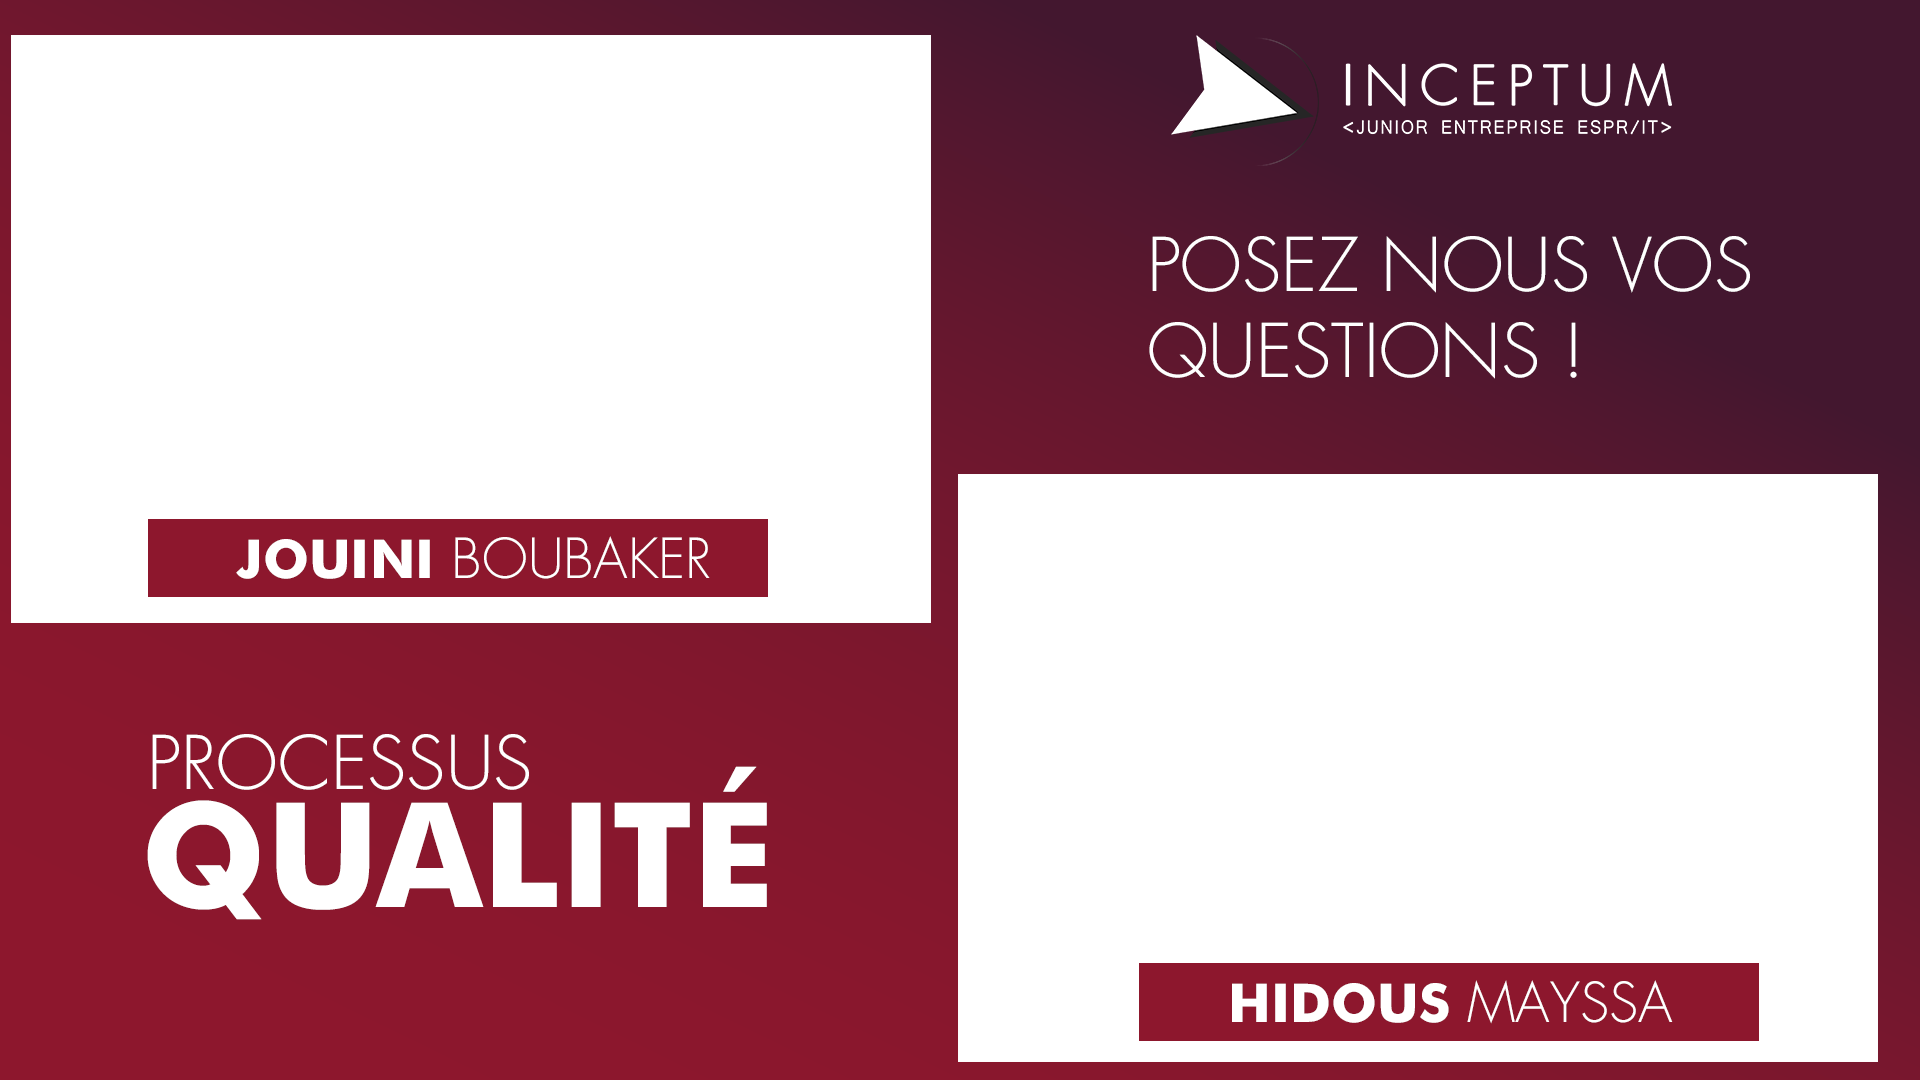 INCEPTUM
<JUNIOR ENTREPRISE ESPR/IT>
POSEZ NOUS VOS
QUESTIONS !
JOUINI BOUBAKER
PROCESSUS
QUALITÉ
HIDOUS MAYSSA